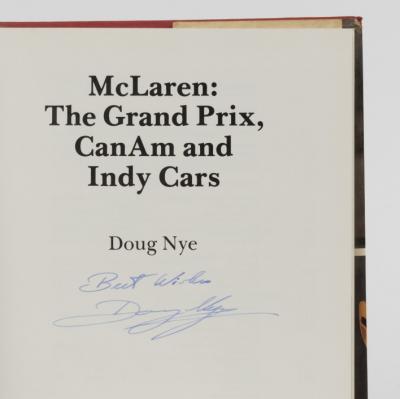 McLaren:
The Grand Prix,
CanAm and
Indy Cars
Doug Nye
Best Wishes
Doug Nye